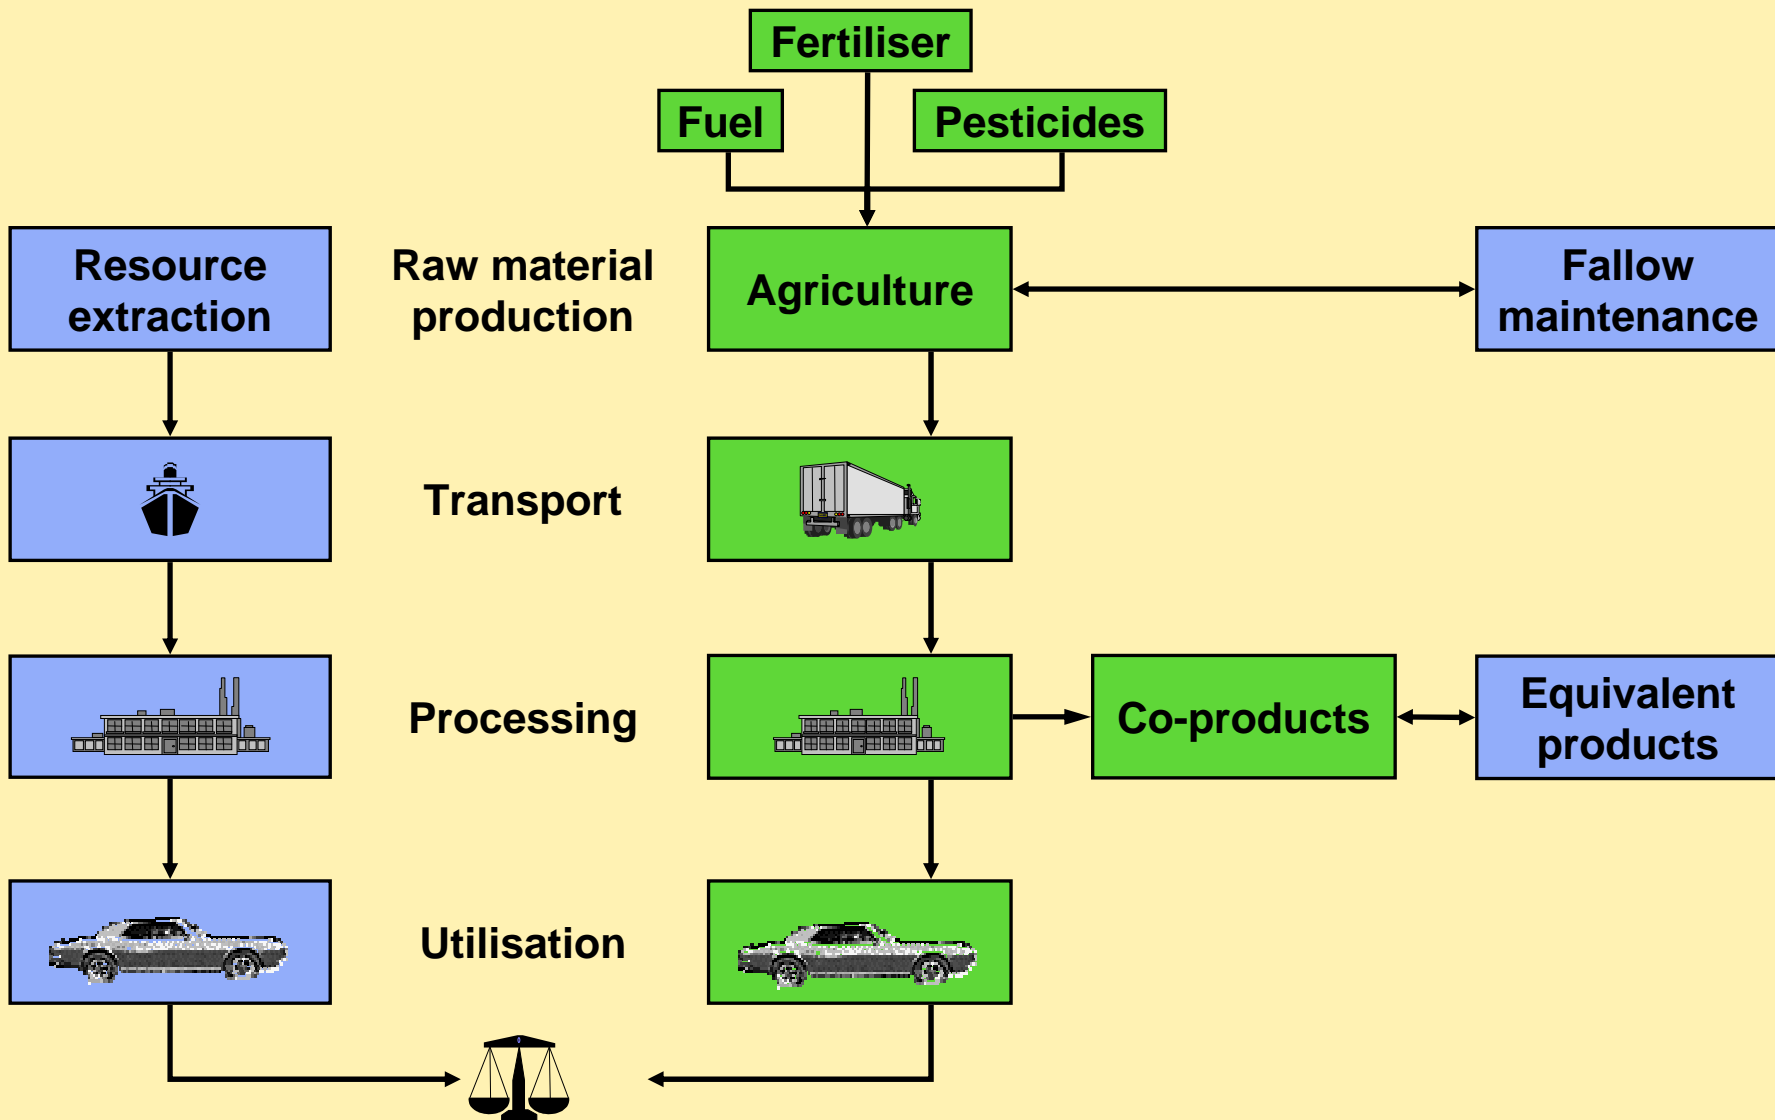 Fertiliser
Fuel
Pesticides
Resource
extraction
Raw material
production
Agriculture
Fallow
maintenance
Transport
Processing
Co-products
Equivalent
products
Utilisation